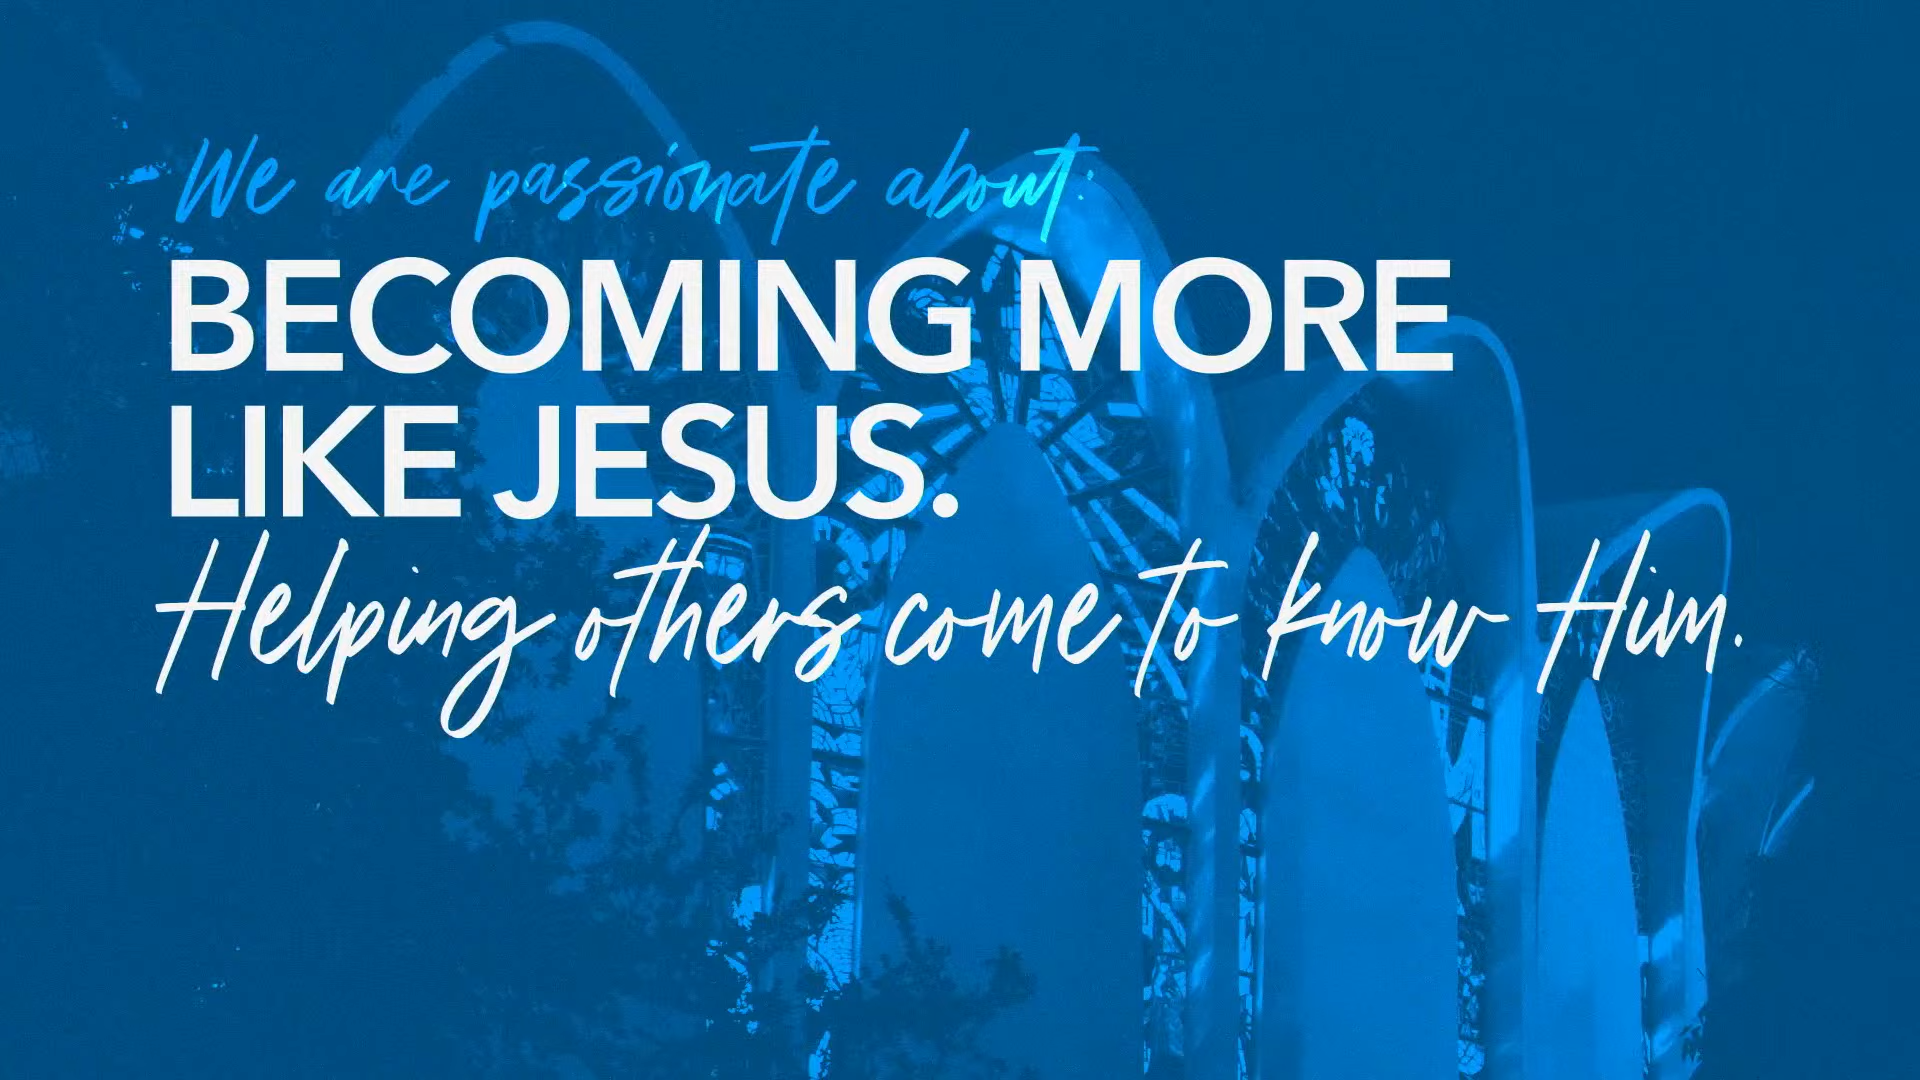 We are passionate about:
BECOMING MORE
LIKE JESUS.
Helping others come to know Him.